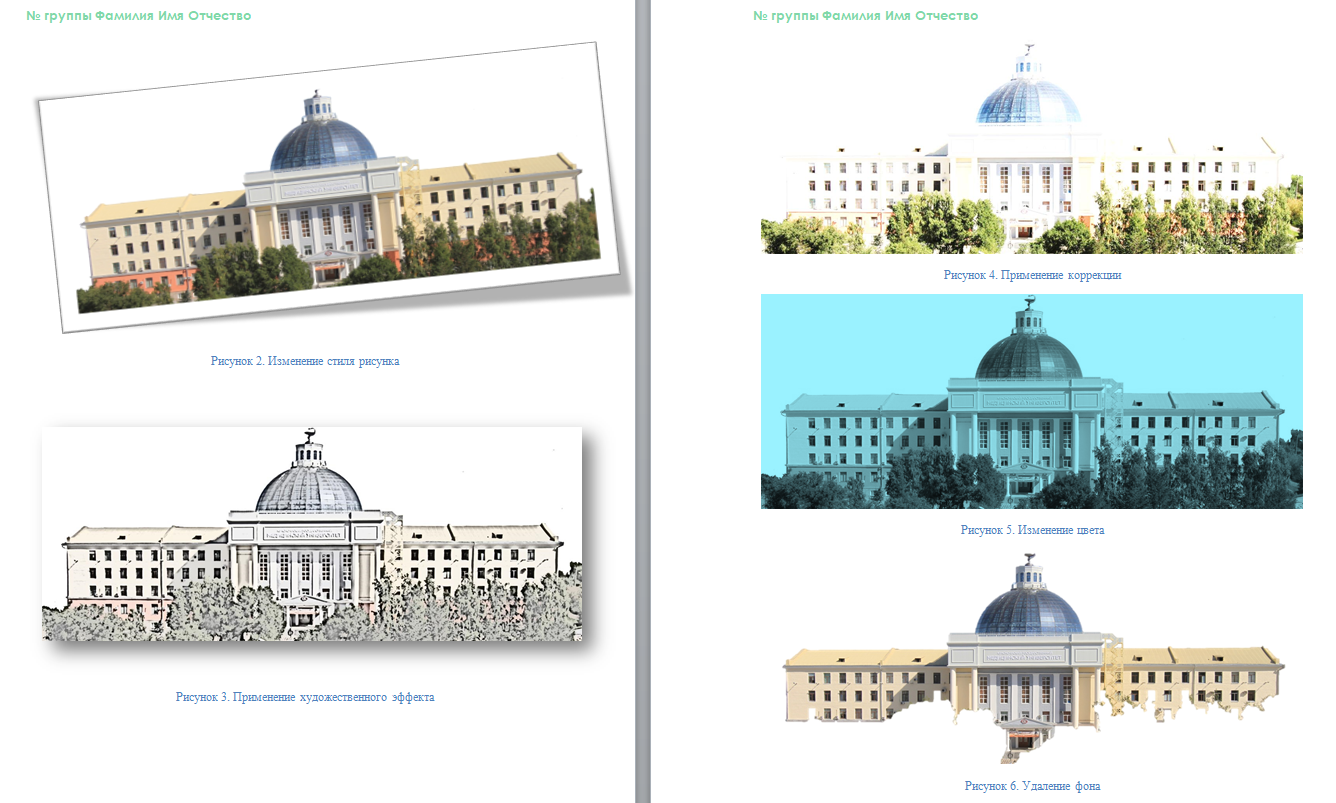 № группы Фамилия Имя Отчество
Рисунок 2. Изменение стиля рисунка
Рисунок 3. Применение художественного эффекта
№ группы Фамилия Имя Отчество
Рисунок 4. Применение коррекции
Рисунок 5. Изменение цвета
Рисунок 6. Удаление фона